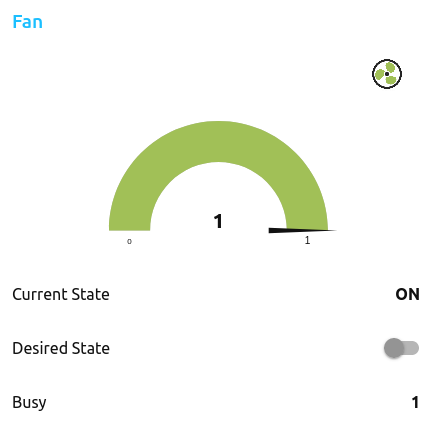 Fan
1
0
1
Current State
ON
Desired State
Busy
1